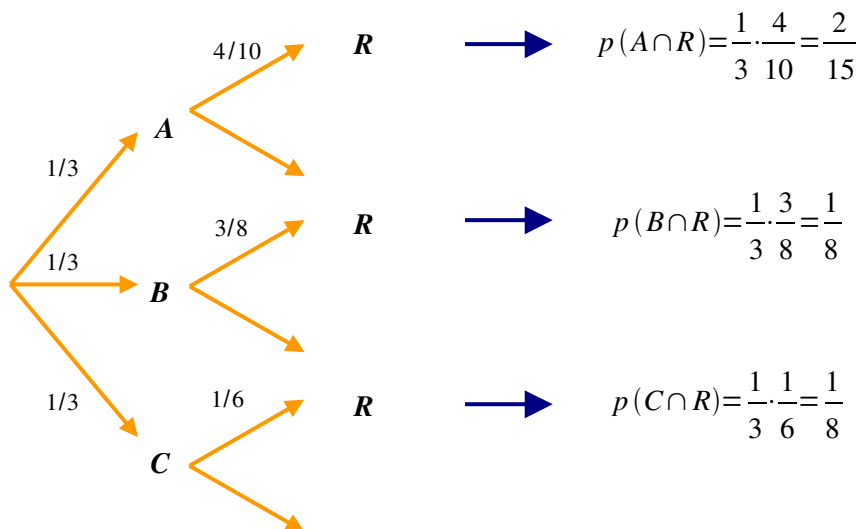 4/10 R p(A∩R)=1/3·4/10=2/15
A
1/3
3/8 R p(B∩R)=1/3·3/8=1/8
1/3
B
1/3 1/6 R p(C∩R)=1/3·1/6=1/8
C